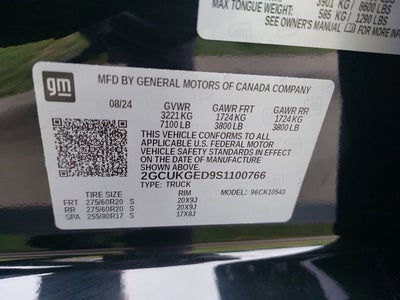 3901 KG/ 8600 LBS
MAX TONGUE WEIGHT:
585 KG/ 1290 LBS
SEE OWNER'S MANUAL
gm
MFD BY GENERAL MOTORS OF CANADA COMPANY
08/24 GVWR GAWR FRT GAWR RR
3221 KG 1724 KG 1724 KG
7100 LB 3800 LB 3800 LB
THIS VEHICLE CONFORMS TO ALL
APPLICABLE U.S. FEDERAL MOTOR
VEHICLE SAFETY STANDARDS IN EFFECT ON
THE DATE OF MANUFACTURE SHOWN
ABOVE.
2GCUKGED9S1100766
TYPE: TRUCK 96CK10543
TIRE SIZE RIM
FRT 275/60R20 S 20X9J
RR 275/60R20 S 20X9J
SPA 255/80R17 S 17X8J